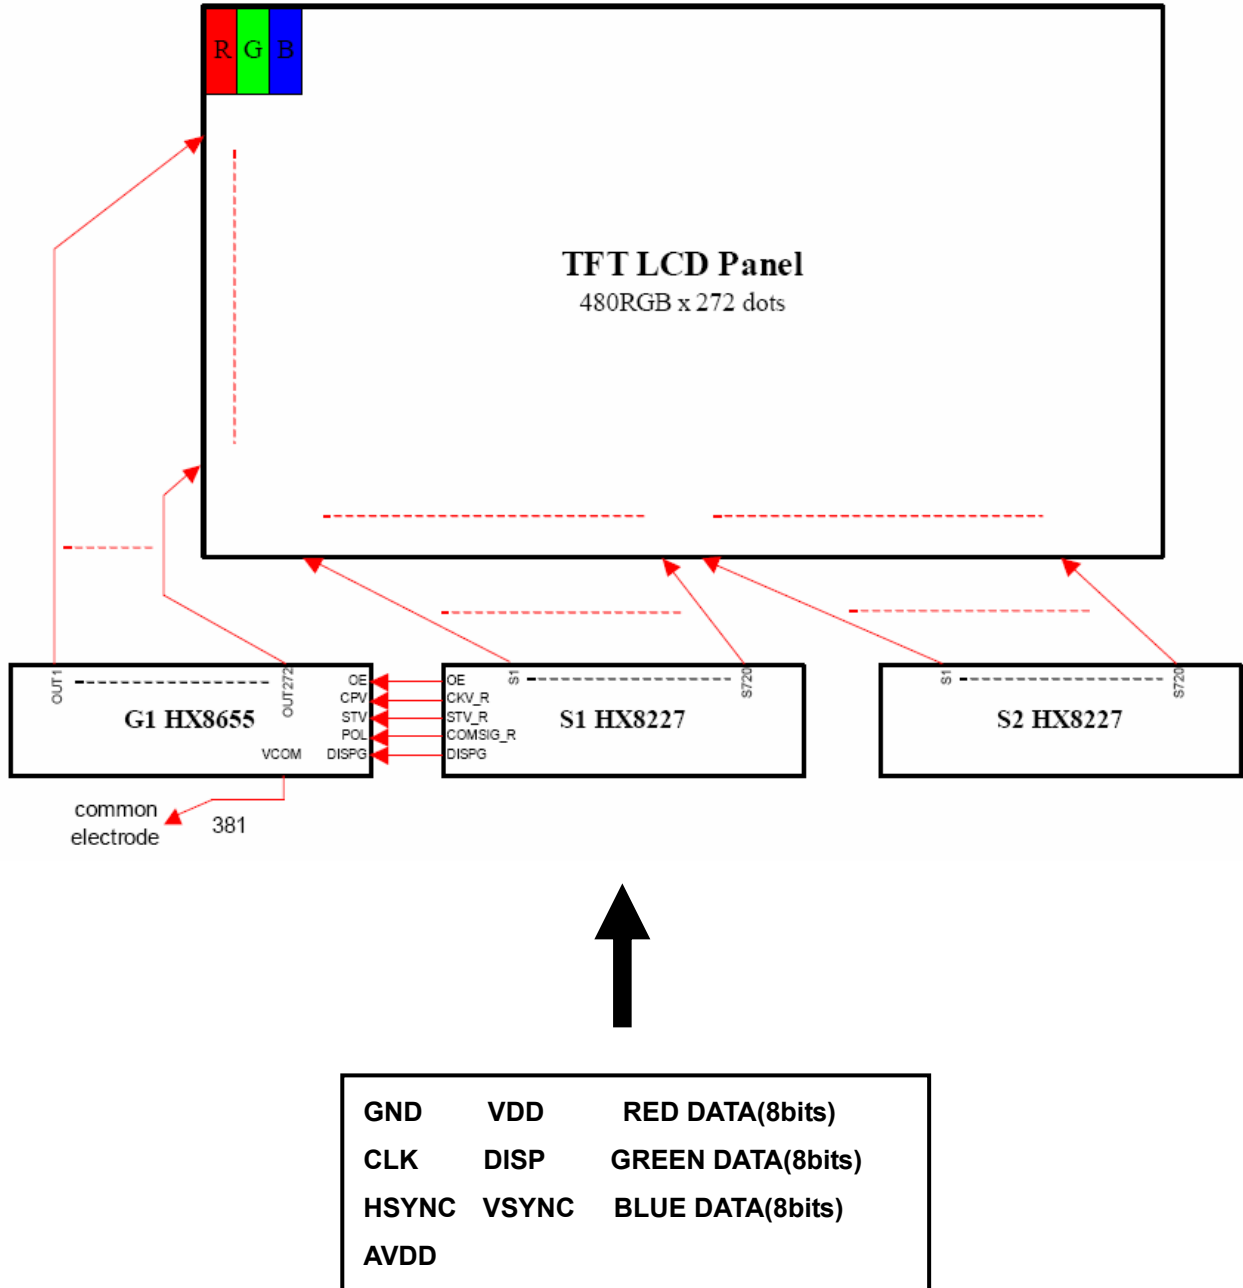 R G B
TFT LCD Panel
480RGB x 272 dots
OUT1
OUT272
G1 HX8655
VCOM
OE
CPV
STV
POL
DISPG
OE
CKV_R
STV_R
COMSIG_R
DISPG
S1
S720
S1 HX8227
S1
S720
S2 HX8227
common
electrode
381
GND VDD RED DATA(8bits)
CLK DISP GREEN DATA(8bits)
HSYNC VSYNC BLUE DATA(8bits)
AVDD